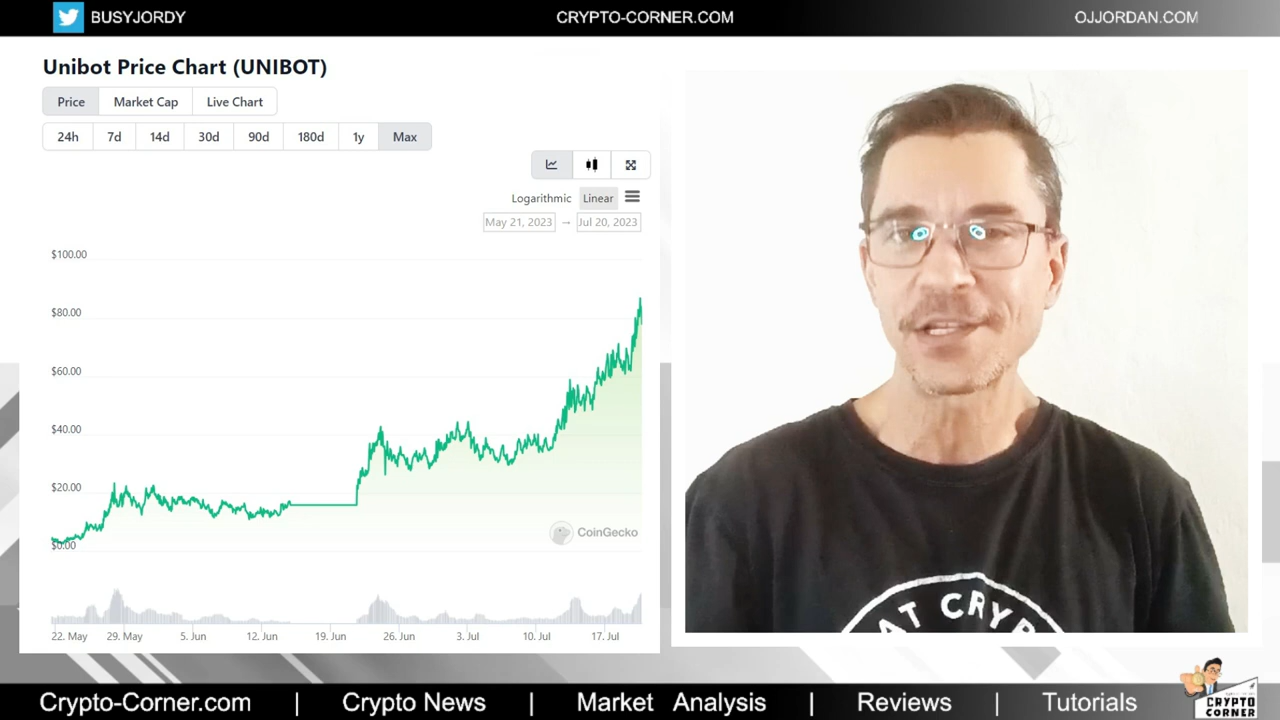 BUSYJORDY
CRYPTO-CORNER.COM
OJJORDAN.COM
Unibot Price Chart (UNIBOT)
Price Market Cap Live Chart
24h 7d 14d 30d 90d 180d 1y Max
Logarithmic Linear
May 21, 2023 → Jul 20, 2023
$100.00
$80.00
$60.00
$40.00
$20.00
$0.00
CoinGecko
22. May 29. May 5. Jun 12. Jun 19. Jun 26. Jun 3. Jul 10. Jul 17. Jul
Crypto-Corner.com | Crypto News | Market Analysis | Reviews | Tutorials
CRYPTO
CORNER